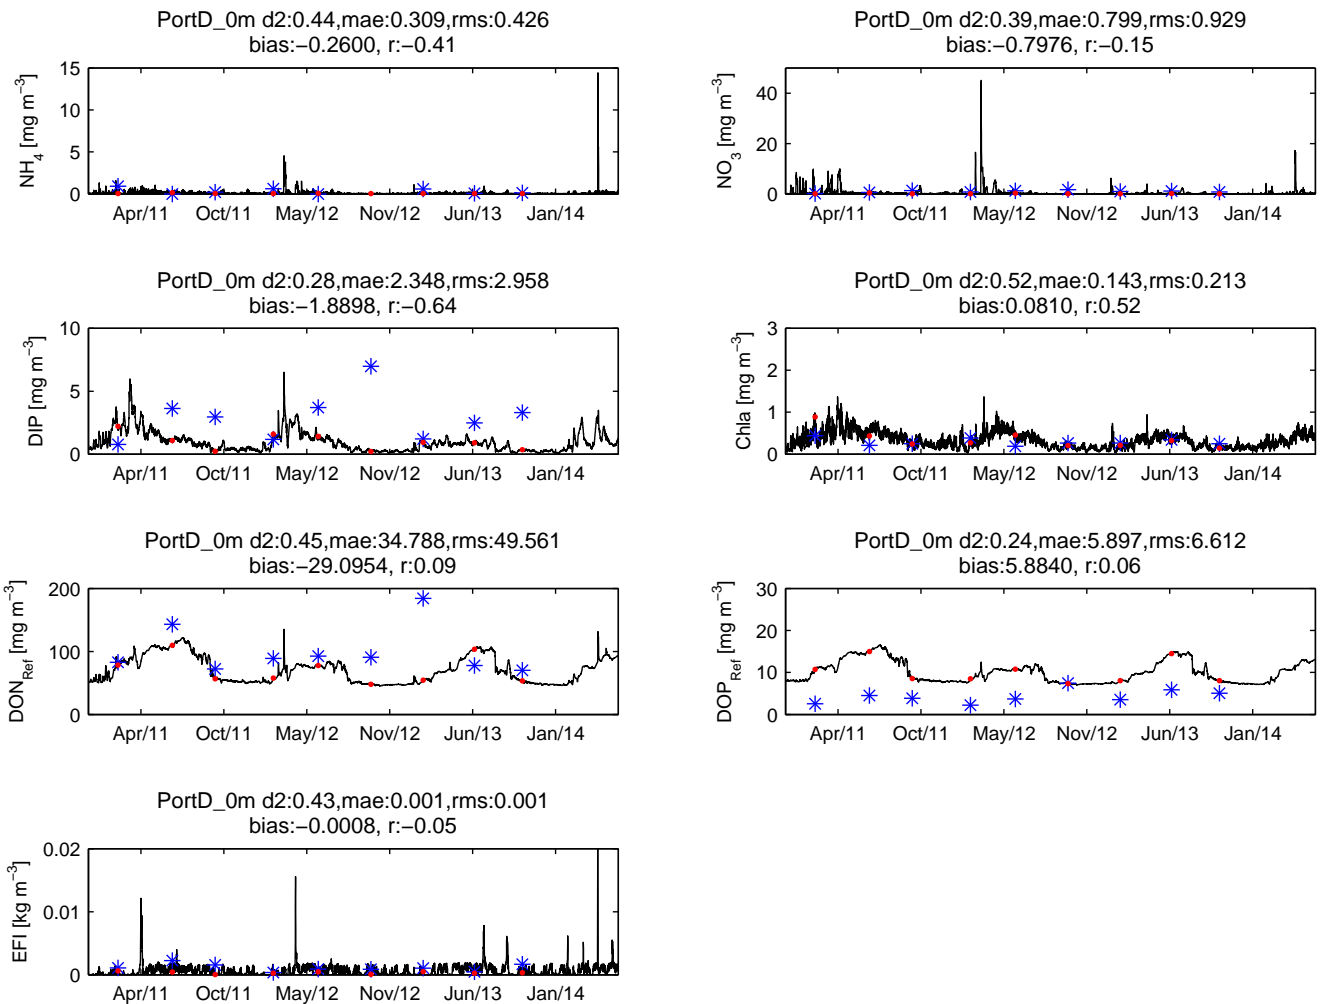 PortD_0m d2:0.44,mae:0.309,rms:0.426
bias:−0.2600, r:−0.41
15
10
5
0
NH4 [mg m−3]
Apr/11 Oct/11 May/12 Nov/12 Jun/13 Jan/14
PortD_0m d2:0.39,mae:0.799,rms:0.929
bias:−0.7976, r:−0.15
40
20
0
NO3 [mg m−3]
Apr/11 Oct/11 May/12 Nov/12 Jun/13 Jan/14
PortD_0m d2:0.28,mae:2.348,rms:2.958
bias:−1.8898, r:−0.64
10
5
0
DIP [mg m−3]
Apr/11 Oct/11 May/12 Nov/12 Jun/13 Jan/14
PortD_0m d2:0.52,mae:0.143,rms:0.213
bias:0.0810, r:0.52
3
2
1
0
Chla [mg m−3]
Apr/11 Oct/11 May/12 Nov/12 Jun/13 Jan/14
PortD_0m d2:0.45,mae:34.788,rms:49.561
bias:−29.0954, r:0.09
200
100
0
DONRef [mg m−3]
Apr/11 Oct/11 May/12 Nov/12 Jun/13 Jan/14
PortD_0m d2:0.24,mae:5.897,rms:6.612
bias:5.8840, r:0.06
30
20
10
0
DOPRef [mg m−3]
Apr/11 Oct/11 May/12 Nov/12 Jun/13 Jan/14
PortD_0m d2:0.43,mae:0.001,rms:0.001
bias:−0.0008, r:−0.05
0.02
0.01
0
EFI [kg m−3]
Apr/11 Oct/11 May/12 Nov/12 Jun/13 Jan/14